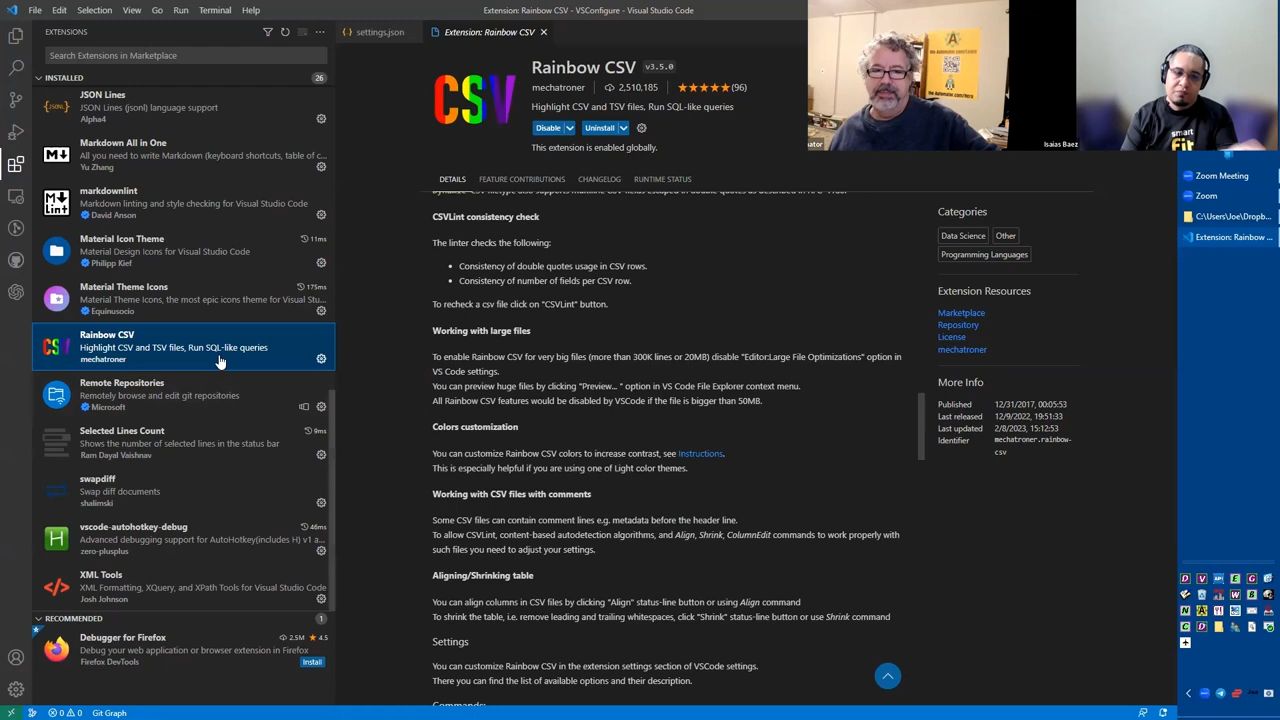 File Edit Selection View Go Run Terminal Help
Extension: Rainbow CSV - VSConfigure - Visual Studio Code
EXTENSIONS
Search Extensions in Marketplace
INSTALLED 26
JSON Lines
JSON Lines (jsonl) language support
Alpha4
Markdown All in One
All you need to write Markdown (keyboard shortcuts, table of c...
Yu Zhang
markdownlint
Markdown linting and style checking for Visual Studio Code
David Anson
Material Icon Theme 11ms
Material Design Icons for Visual Studio Code
Philipp Kief
Material Theme Icons 175ms
Material Theme Icons, the most epic icons theme for Visual Stu...
Equinusocio
CSV
Rainbow CSV
Highlight CSV and TSV files, Run SQL-like queries
mechatroner
Remote Repositories
Remotely browse and edit git repositories
Microsoft
Selected Lines Count 9ms
Shows the number of selected lines in the status bar
Ram Dayal Vaishnav
swapdiff
Swap diff documents
shalimski
vscode-autohotkey-debug 46ms
Advanced debugging support for AutoHotkey(includes H) v1 a...
zero-plusplus
XML Tools
XML Formatting, XQuery, and XPath Tools for Visual Studio Code
Josh Johnson
RECOMMENDED 1
Debugger for Firefox 2.5M 4.5
Debug your web application or browser extension in Firefox
Firefox DevTools Install
0 0 Git Graph
settings.json
Extension: Rainbow CSV
CSV
Rainbow CSV v3.5.0
mechatroner 2,510,185 (96)
Highlight CSV and TSV files, Run SQL-like queries
Disable Uninstall
This extension is enabled globally.
DETAILS FEATURE CONTRIBUTIONS CHANGELOG RUNTIME STATUS
CSVLint consistency check
The linter checks the following:
Consistency of double quotes usage in CSV rows.
Consistency of number of fields per CSV row.
To recheck a csv file click on "CSVLint" button.
Working with large files
To enable Rainbow CSV for very big files (more than 300K lines or 20MB) disable "Editor:Large File Optimizations" option in
VS Code settings.
You can preview huge files by clicking "Preview... " option in VS Code File Explorer context menu.
All Rainbow CSV features would be disabled by VSCode if the file is bigger than 50MB.
Colors customization
You can customize Rainbow CSV colors to increase contrast, see Instructions.
This is especially helpful if you are using one of Light color themes.
Working with CSV files with comments
Some CSV files can contain comment lines e.g. metadata before the header line.
To allow CSVLint, content-based autodetection algorithms, and Align, Shrink, ColumnEdit commands to work properly with
such files you need to adjust your settings.
Aligning/Shrinking table
You can align columns in CSV files by clicking "Align" status-line button or using Align command
To shrink the table, i.e. remove leading and trailing whitespaces, click "Shrink" status-line button or use Shrink command
Settings
You can customize Rainbow CSV in the extension settings section of VSCode settings.
There you can find the list of available options and their description.
Commands:
Categories
Data Science Other
Programming Languages
Extension Resources
Marketplace
Repository
License
mechatroner
More Info
Published 12/31/2017, 00:05:53
Last released 12/9/2022, 19:51:33
Last updated 2/8/2023, 15:12:53
Identifier mechatroner.rainbow-
csv
Isaias Baez
smart
fit
Zoom Meeting
Zoom
C:\Users\Joe\Dropb...
Extension: Rainbow ...